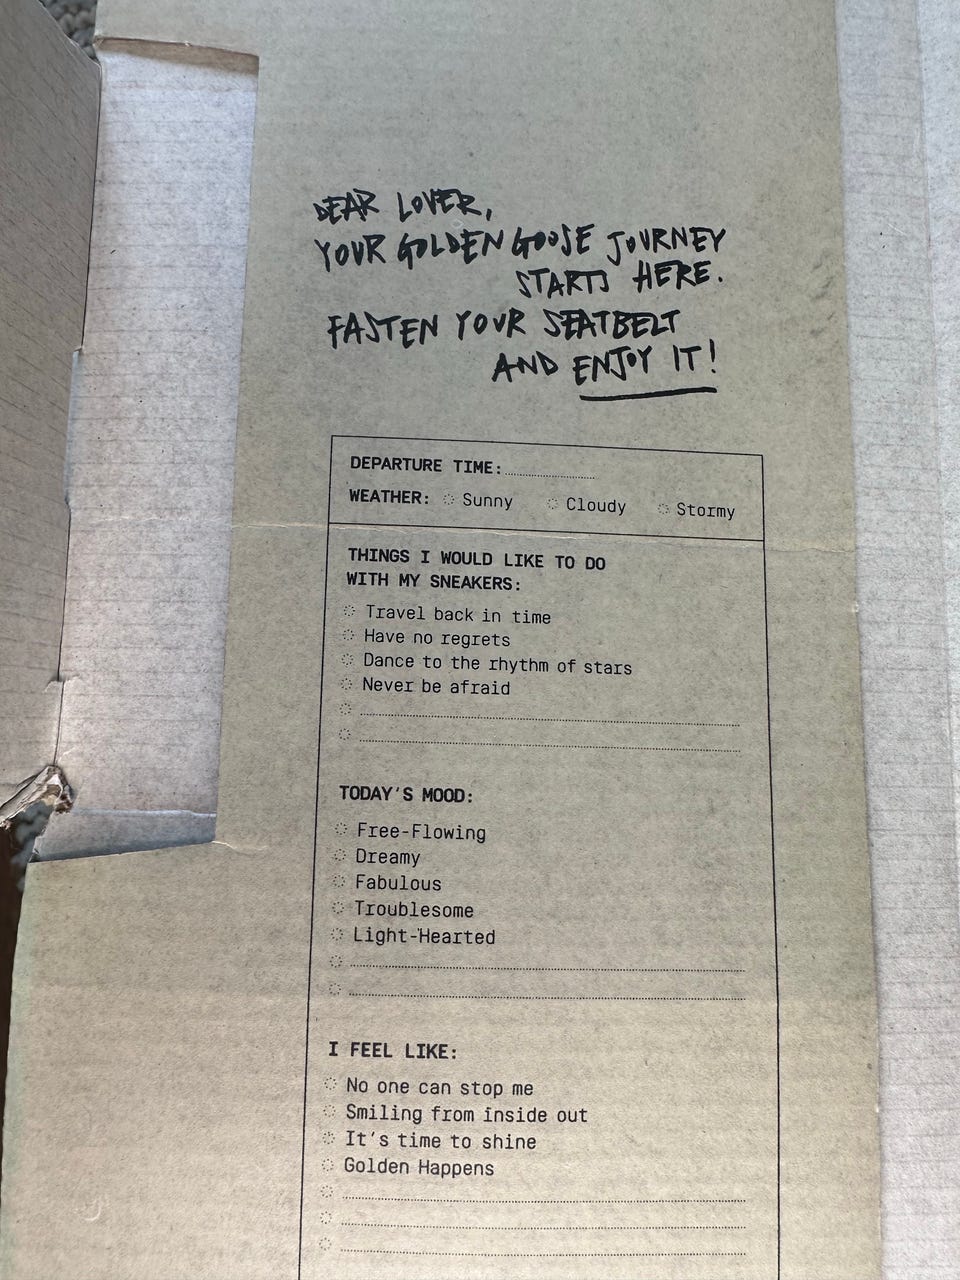 DEAR LOVER,
YOUR GOLDEN GOOSE JOURNEY
STARTS HERE.
FASTEN YOUR SEATBELT
AND ENJOY IT!
DEPARTURE TIME:
WEATHER: Sunny Cloudy Stormy
THINGS I WOULD LIKE TO DO
WITH MY SNEAKERS:
Travel back in time
Have no regrets
Dance to the rhythm of stars
Never be afraid
TODAY'S MOOD:
Free-Flowing
Dreamy
Fabulous
Troublesome
Light-Hearted
I FEEL LIKE:
No one can stop me
Smiling from inside out
It's time to shine
Golden Happens